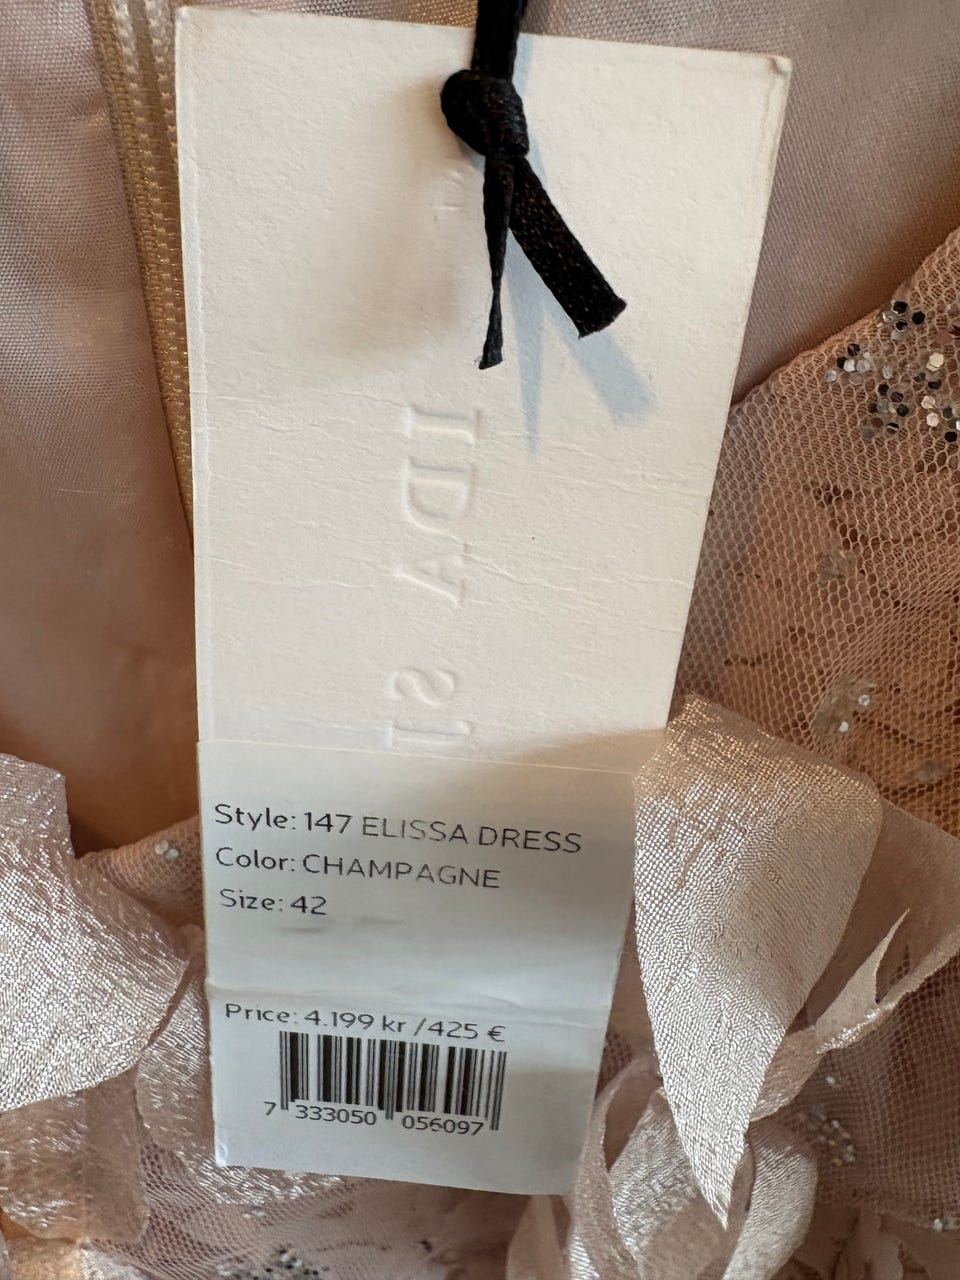 IDA S
Style: 147 ELISSA DRESS
Color: CHAMPAGNE
Size: 42
Price: 4.199 kr /425 €
7 333050 056097